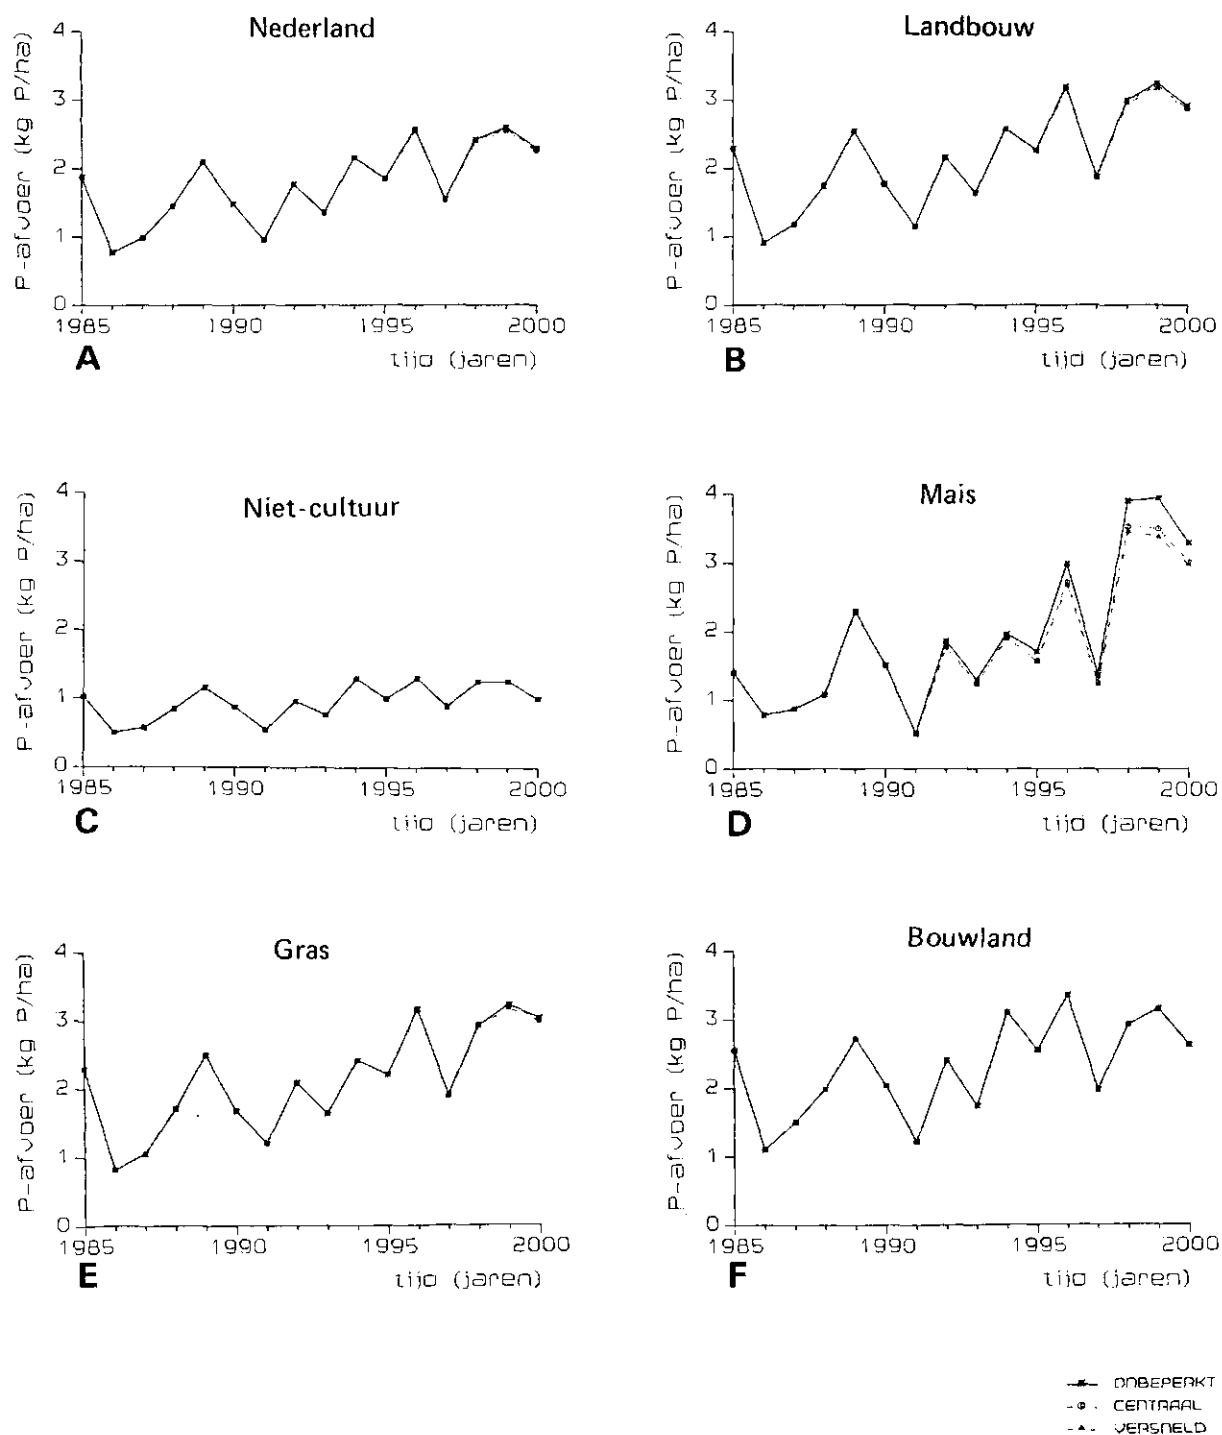 Nederland
P-afvoer (kg P/ha)
4
3
2
1
0
1985 1990 1995 2000
A
tijd (jaren)
Landbouw
P-afvoer (kg P/ha)
4
3
2
1
0
1985 1990 1995 2000
B
tijd (jaren)
Niet-cultuur
P-afvoer (kg P/ha)
4
3
2
1
0
1985 1990 1995 2000
C
tijd (jaren)
Mais
P-afvoer (kg P/ha)
4
3
2
1
0
1985 1990 1995 2000
D
tijd (jaren)
Gras
P-afvoer (kg P/ha)
4
3
2
1
0
1985 1990 1995 2000
E
tijd (jaren)
Bouwland
P-afvoer (kg P/ha)
4
3
2
1
0
1985 1990 1995 2000
F
tijd (jaren)
ONBEPERKT
CENTRAAL
VERSNELD